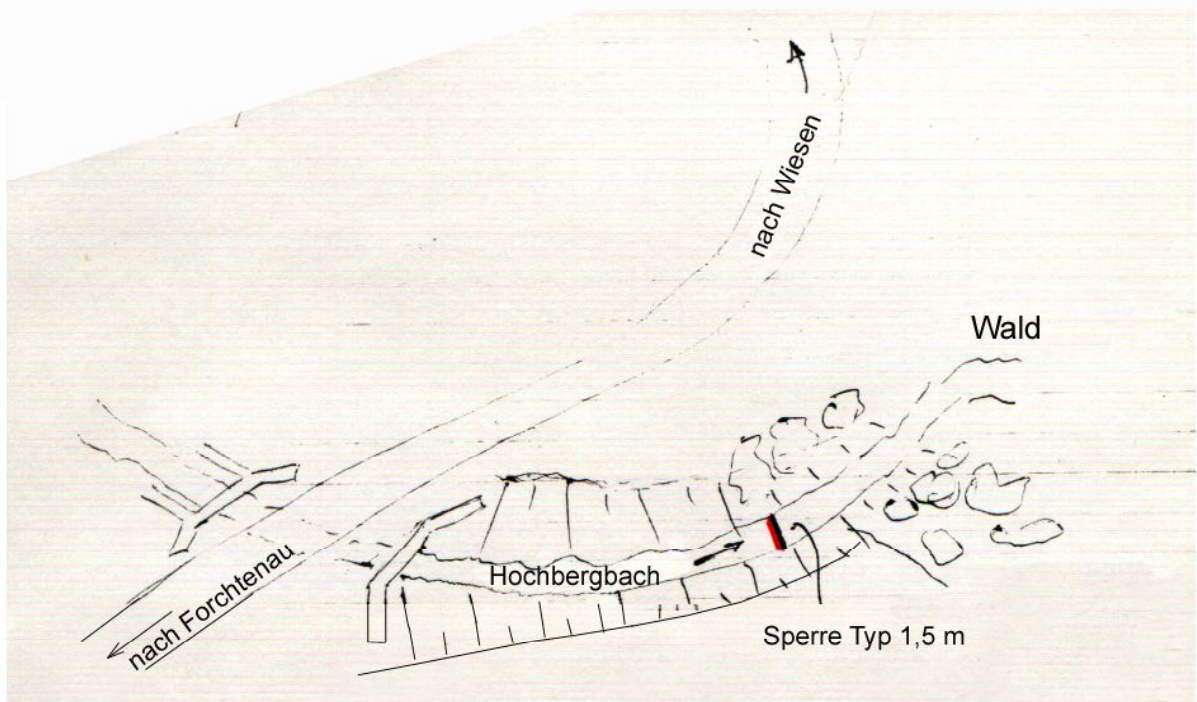 nach Wiesen
Wald
Hochbergbach
nach Forchtenau
Sperre Typ 1,5 m